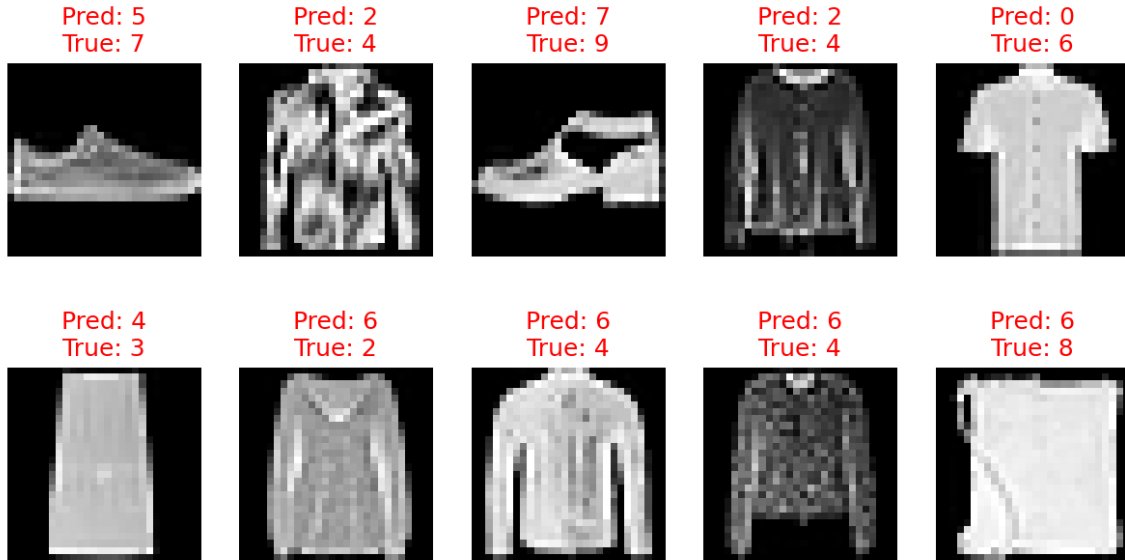 Pred: 5
True: 7
Pred: 2
True: 4
Pred: 7
True: 9
Pred: 2
True: 4
Pred: 0
True: 6
Pred: 4
True: 3
Pred: 6
True: 2
Pred: 6
True: 4
Pred: 6
True: 4
Pred: 6
True: 8